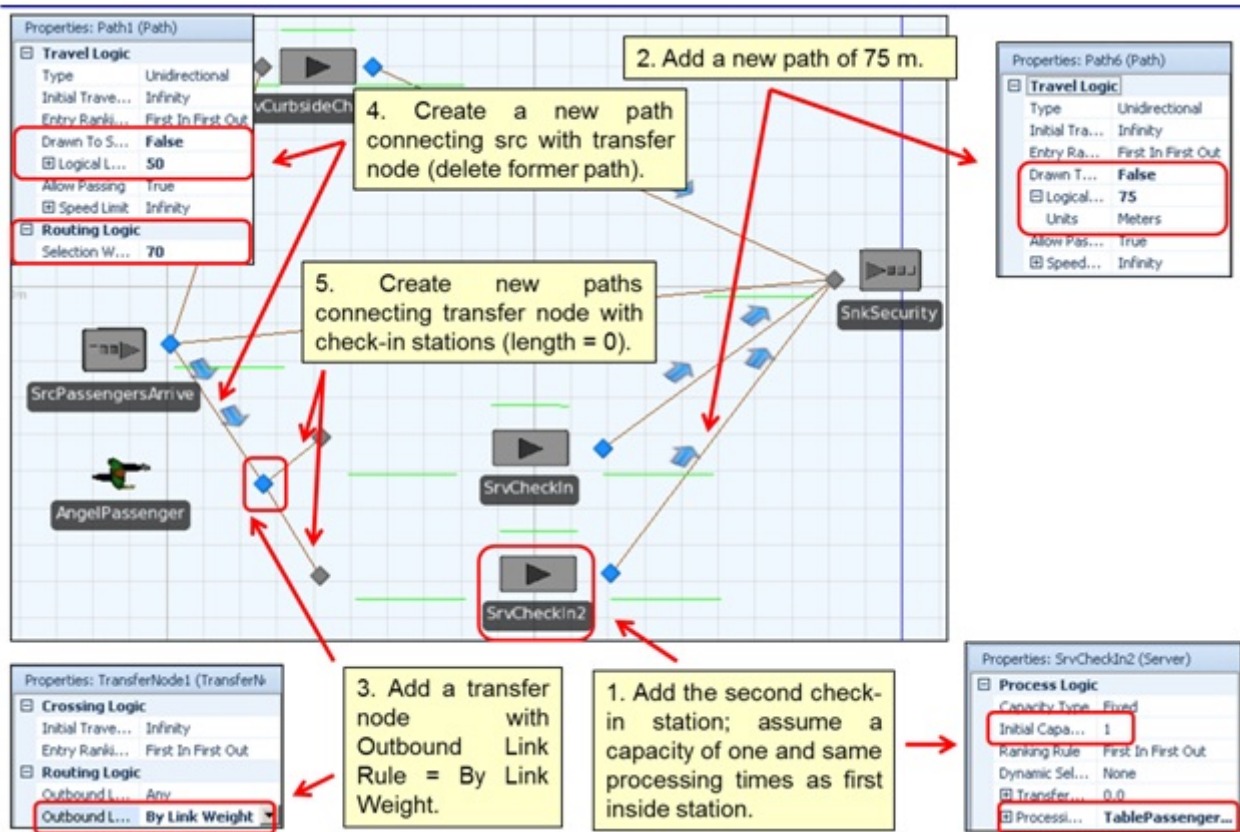 Properties: Path1 (Path)
Travel Logic
Type Unidirectional
Initial Trave... Infinity
Entry Ranki... First In First Out
Drawn To S... False
Logical L... 50
Allow Passing True
Speed Limit Infinity
Routing Logic
Selection W... 70
vCurbsideCh
4. Create a new path
connecting src with transfer
node (delete former path).
2. Add a new path of 75 m.
Properties: Path6 (Path)
Travel Logic
Type Unidirectional
Initial Tra... Infinity
Entry Ra... First In First Out
Drawn T... False
Logical... 75
Units Meters
Allow Pas... True
Speed... Infinity
5. Create new paths
connecting transfer node with
check-in stations (length = 0).
SnkSecurity
SrcPassengersArrive
AngelPassenger
SrvCheckIn
SrvCheckIn2
Properties: TransferNode1 (TransferN
Crossing Logic
Initial Trave... Infinity
Entry Ranki... First In First Out
Routing Logic
Outbound L... Any
Outbound L... By Link Weight
3. Add a transfer
node with
Outbound Link
Rule = By Link
Weight.
1. Add the second check-
in station; assume a
capacity of one and same
processing times as first
inside station.
Properties: SrvCheckIn2 (Server)
Process Logic
Capacity Type Fixed
Initial Capa... 1
Ranking Rule First In First Out
Dynamic Sel... None
Transfer... 0.0
Processi... TablePassenger...